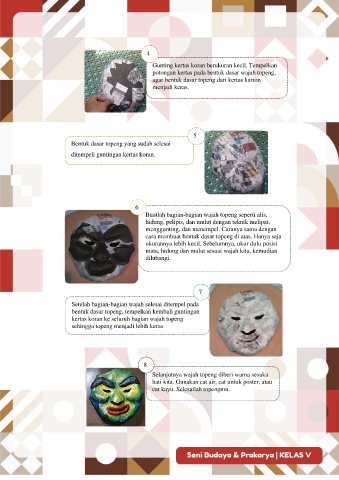 4
Gunting kertas koran berukuran kecil. Tempelkan
potongan kertas pada bentuk dasar wajah topeng,
agar bentuk dasar topeng dari kertas karton
menjadi keras.
5
Bentuk dasar topeng yang sudah selesai
ditempeli guntingan kertas koran.
6
Buatlah bagian-bagian wajah topeng seperti alis,
hidung, pelipis, dan mulut dengan teknik melipat,
menggunting, dan menempel. Caranya sama dengan
cara membuat bentuk dasar topeng di atas. Hanya saja
ukurannya lebih kecil. Sebelumnya, ukur dulu posisi
mata, hidung dan mulut sesuai wajah kita, kemudian
dilubangi.
7
Setelah bagian-bagian wajah selesai ditempel pada
bentuk dasar topeng, tempelkan kembali guntingan
kertas koran ke seluruh bagian wajah topeng
sehingga topeng menjadi lebih keras
8
Selanjutnya wajah topeng diberi warna sesuka
hati kita. Gunakan cat air, cat untuk poster, atau
cat kayu. Selesailah topengmu.
Seni Budaya & Prakarya | KELAS V